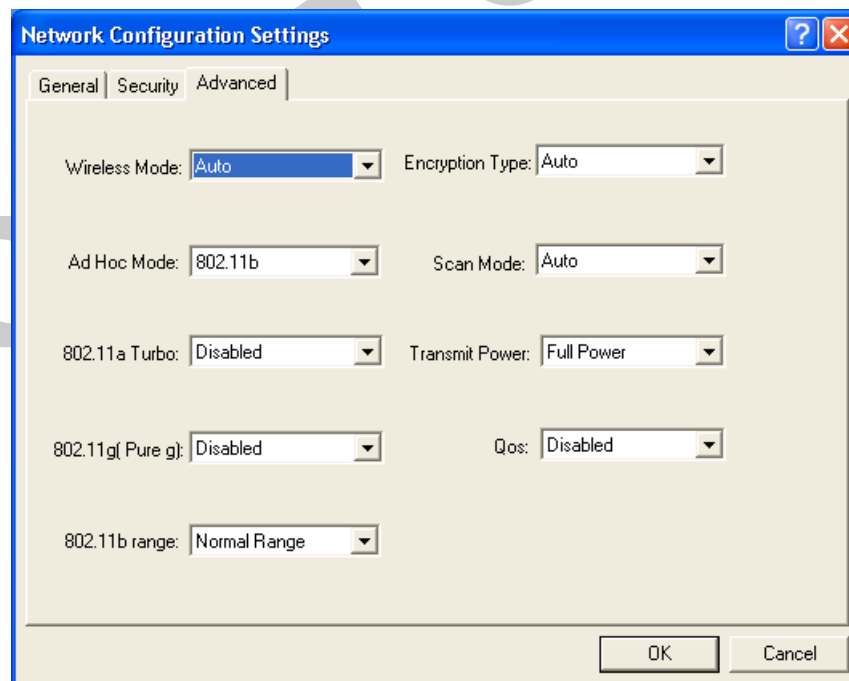 Network Configuration Settings
General Security Advanced
Wireless Mode: Auto Encryption Type: Auto
Ad Hoc Mode: 802.11b Scan Mode: Auto
802.11a Turbo: Disabled Transmit Power: Full Power
802.11g( Pure g): Disabled Qos: Disabled
802.11b range: Normal Range
OK Cancel